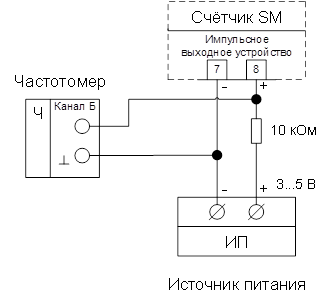 Счётчик SM
Импульсное
выходное устройство
7 8
- +
Частотомер
Ч Канал Б
⊥
10 кОм
- + 3...5 В
ИП
Источник питания